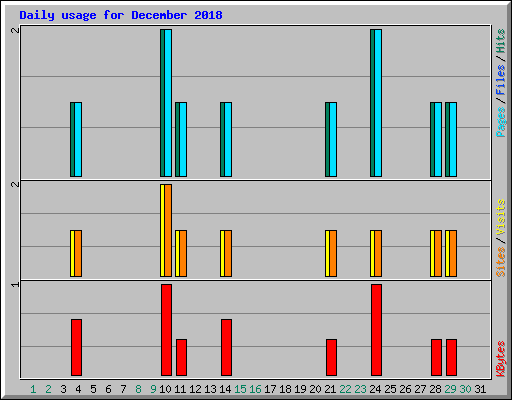 Daily usage for December 2018
2
Pages / Files / Hits
2
Sites / Visits
1
KBytes
1 2 3 4 5 6 7 8 9 10 11 12 13 14 15 16 17 18 19 20 21 22 23 24 25 26 27 28 29 30 31